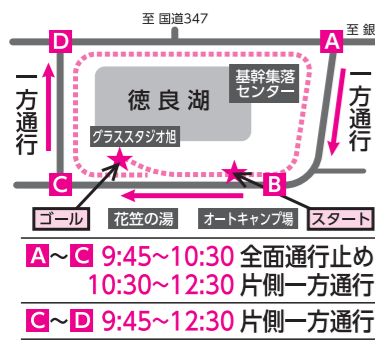 至 国道347
至 銀
D
A
一方通行
徳良湖
基幹集落
センター
一方通行
グラススタジオ旭
C
B
ゴール
花笠の湯
オートキャンプ場
スタート
A～C 9:45～10:30 全面通行止め
10:30～12:30 片側一方通行
C～D 9:45～12:30 片側一方通行